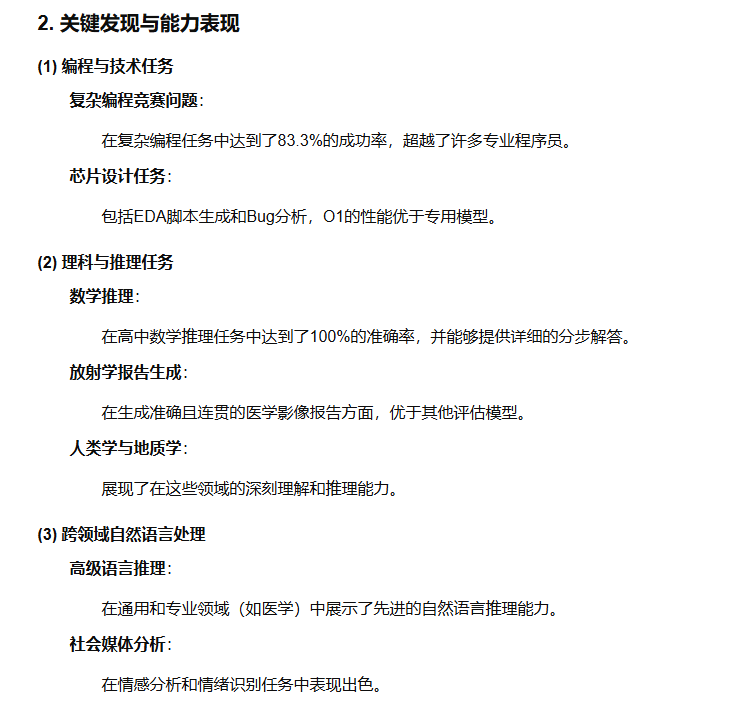 2. 关键发现与能力表现
(1) 编程与技术任务
复杂编程竞赛问题：
在复杂编程任务中达到了83.3%的成功率，超越了许多专业程序员。
芯片设计任务：
包括EDA脚本生成和Bug分析，O1的性能优于专用模型。
(2) 理科与推理任务
数学推理：
在高中数学推理任务中达到了100%的准确率，并能够提供详细的分步解答。
放射学报告生成：
在生成准确且连贯的医学影像报告方面，优于其他评估模型。
人类学与地质学：
展现了在这些领域的深刻理解和推理能力。
(3) 跨领域自然语言处理
高级语言推理：
在通用和专业领域（如医学）中展示了先进的自然语言推理能力。
社会媒体分析：
在情感分析和情绪识别任务中表现出色。